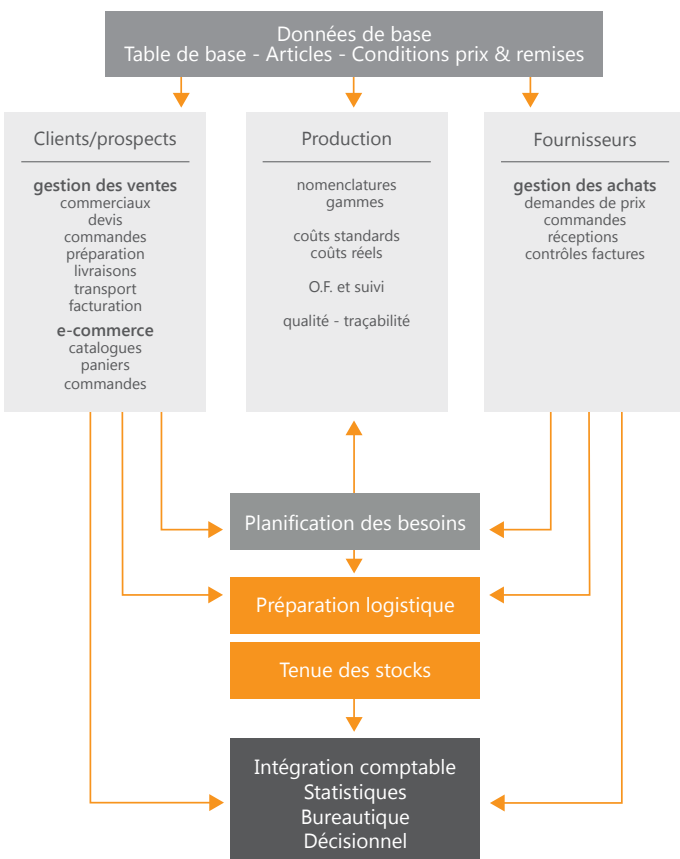 Données de base
Table de base - Articles - Conditions prix & remises
Clients/prospects
gestion des ventes
commerciaux
devis
commandes
préparation
livraisons
transport
facturation
e-commerce
catalogues
paniers
commandes
Production
nomenclatures
gammes
coûts standards
coûts réels
O.F. et suivi
qualité - traçabilité
Fournisseurs
gestion des achats
demandes de prix
commandes
réceptions
contrôles factures
Planification des besoins
Préparation logistique
Tenue des stocks
Intégration comptable
Statistiques
Bureautique
Décisionnel